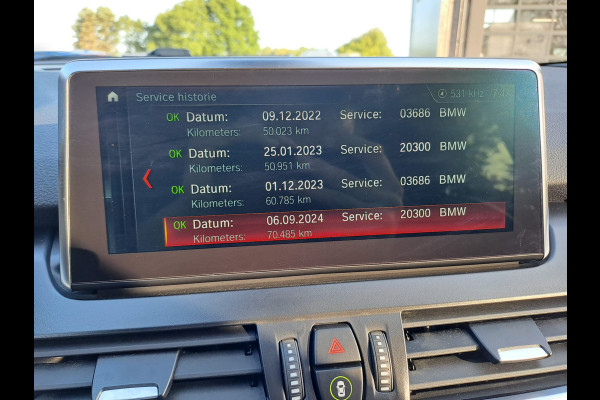 Service historie
531 kHz
OK Datum: 09.12.2022 Service: 03686 BMW
Kilometers: 50.023 km
OK Datum: 25.01.2023 Service: 20300 BMW
Kilometers: 50.951 km
OK Datum: 01.12.2023 Service: 03686 BMW
Kilometers: 60.785 km
OK Datum: 06.09.2024 Service: 20300 BMW
Kilometers: 70.485 km